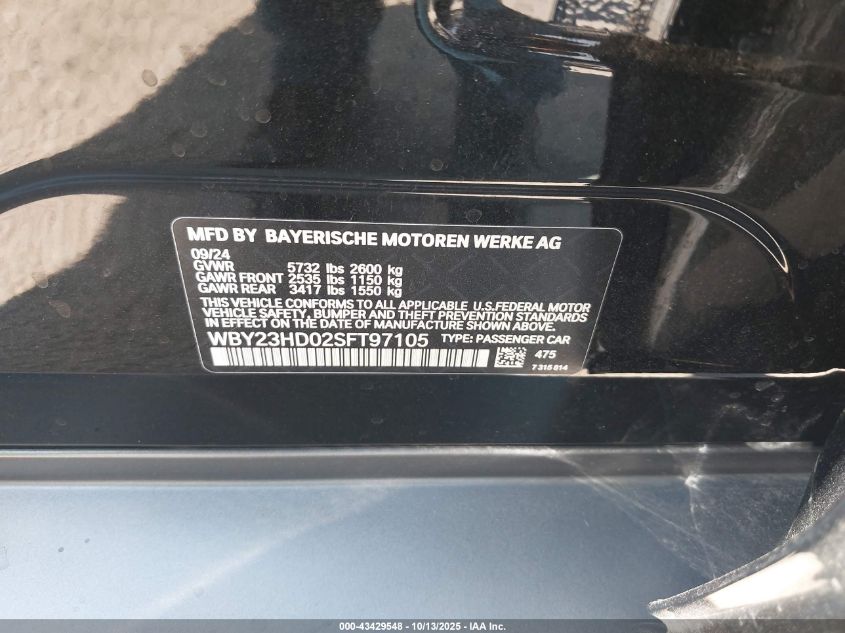 MFD BY BAYERISCHE MOTOREN WERKE AG
09/24
GVWR 5732 lbs 2600 kg
GAWR FRONT 2535 lbs 1150 kg
GAWR REAR 3417 lbs 1550 kg
THIS VEHICLE CONFORMS TO ALL APPLICABLE U.S.FEDERAL MOTOR
VEHICLE SAFETY, BUMPER AND THEFT PREVENTION STANDARDS
IN EFFECT ON THE DATE OF MANUFACTURE SHOWN ABOVE.
WBY23HD02SFT97105 TYPE: PASSENGER CAR
475
7 315 814
000-43429548 - 10/13/2025 - IAA Inc.